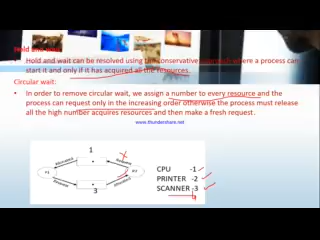 Hold and wait:
• Hold and wait can be resolved using the conservative approach where a process can
start it and only if it has acquired all the resources.
Circular wait:
• In order to remove circular wait, we assign a number to every resource and the
process can request only in the increasing order otherwise the process must release
all the high number acquires resources and then make a fresh request.
www.thundershare.net
1
3
CPU -1
PRINTER -2
SCANNER -3